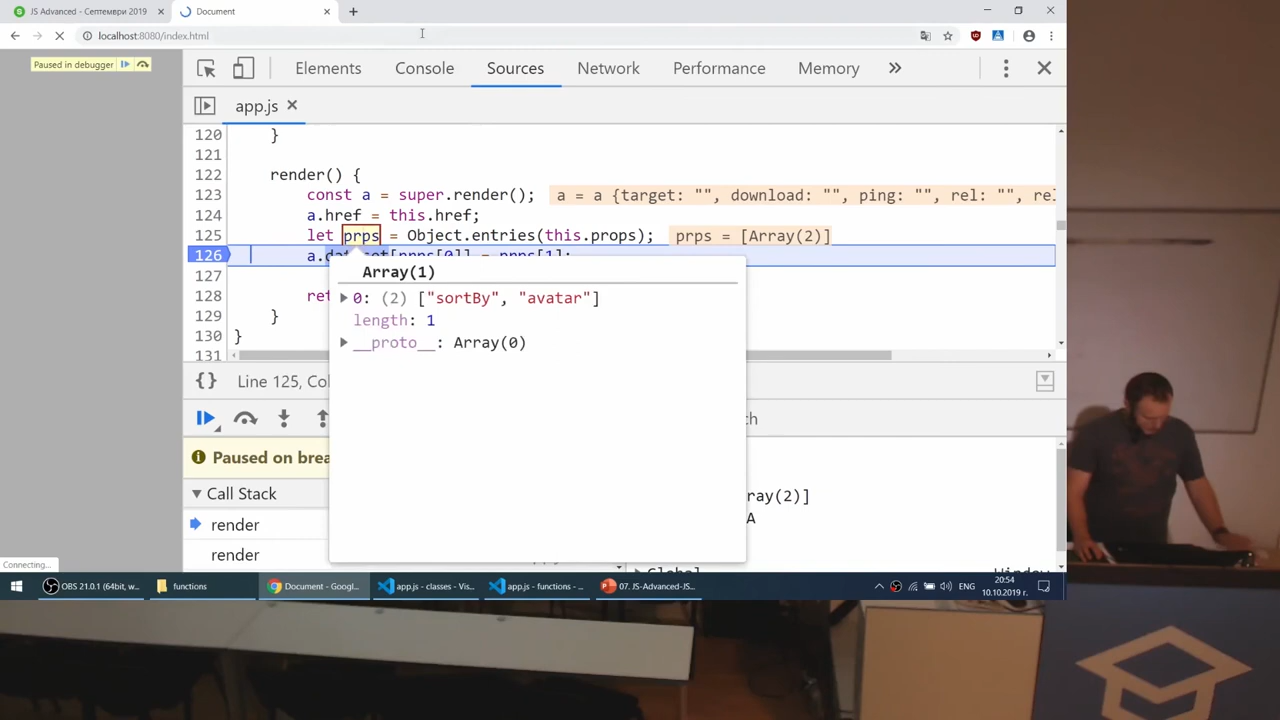 JS Advanced - Септември 2019
Document
localhost:8080/index.html
Paused in debugger
Elements
Console
Sources
Network
Performance
Memory
app.js
120 }
121
122 render() {
123 const a = super.render(); a = a {target: "", download: "", ping: "", rel: "", rel
124 a.href = this.href;
125 let prps = Object.entries(this.props); prps = [Array(2)]
126 a.dataset[prps[0]] = prps[1];
127
128 ret
129 }
130 }
131
Array(1)
0: (2) ["sortBy", "avatar"]
length: 1
__proto__: Array(0)
{} Line 125, Col
Paused on brea
Call Stack
ray(2)]
render
A
render
Global
Window
Connecting...
OBS 21.0.1 (64bit, w...
functions
Document - Googl...
app.js - classes - Vis...
app.js - functions - ...
07. JS-Advanced-JS...
ЕНГ
20:54
10.10.2019 г.